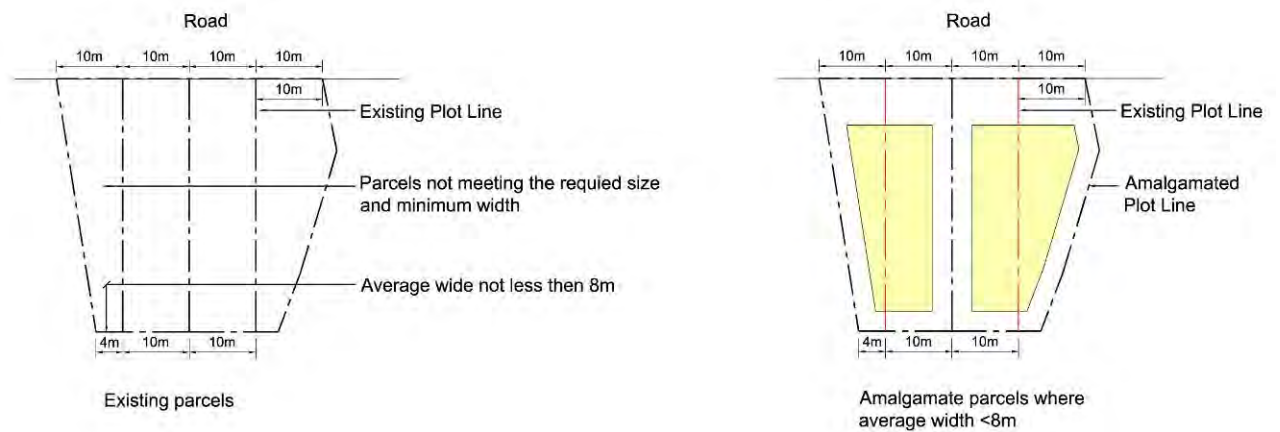 Road
10m 10m 10m 10m
10m
Existing Plot Line
Parcels not meeting the requied size
and minimum width
Average wide not less then 8m
4m 10m 10m
Existing parcels
Road
10m 10m 10m 10m
10m
Existing Plot Line
Amalgamated
Plot Line
4m 10m 10m
Amalgamate parcels where
average width <8m